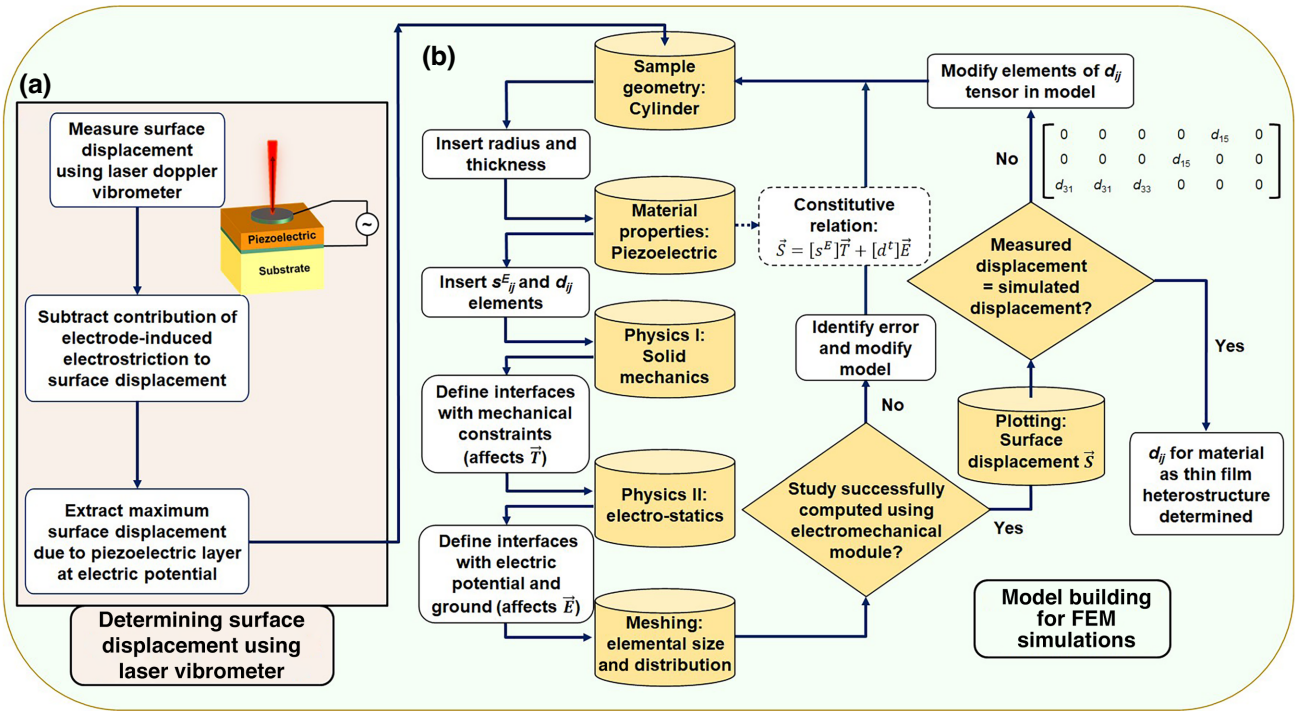 (a)
Measure surface
displacement
using laser doppler
vibrometer
Piezoelectric
Substrate
~
Subtract contribution of
electrode-induced
electrostriction to
surface displacement
Extract maximum
surface displacement
due to piezoelectric layer
at electric potential
Determining surface
displacement using
laser vibrometer
(b)
Sample
geometry:
Cylinder
Insert radius and
thickness
Material
properties:
Piezoelectric
Constitutive
relation:
S⃗ = [s^E]T⃗ + [d^t]E⃗
Insert s^E_ij and d_ij
elements
Physics I:
Solid
mechanics
Define interfaces
with mechanical
constraints
(affects T⃗)
Physics II:
electro-statics
Define interfaces
with electric
potential and
ground (affects E⃗)
Meshing:
elemental size
and distribution
Study successfully
computed using
electromechanical
module?
No
Identify error
and modify
model
Yes
Plotting:
Surface
displacement S⃗
Measured
displacement
= simulated
displacement?
No
Modify elements of d_ij
tensor in model
0 0 0 0 d_15 0
0 0 0 d_15 0 0
d_31 d_31 d_33 0 0 0
Yes
d_ij for material
as thin film
heterostructure
determined
Model building
for FEM
simulations